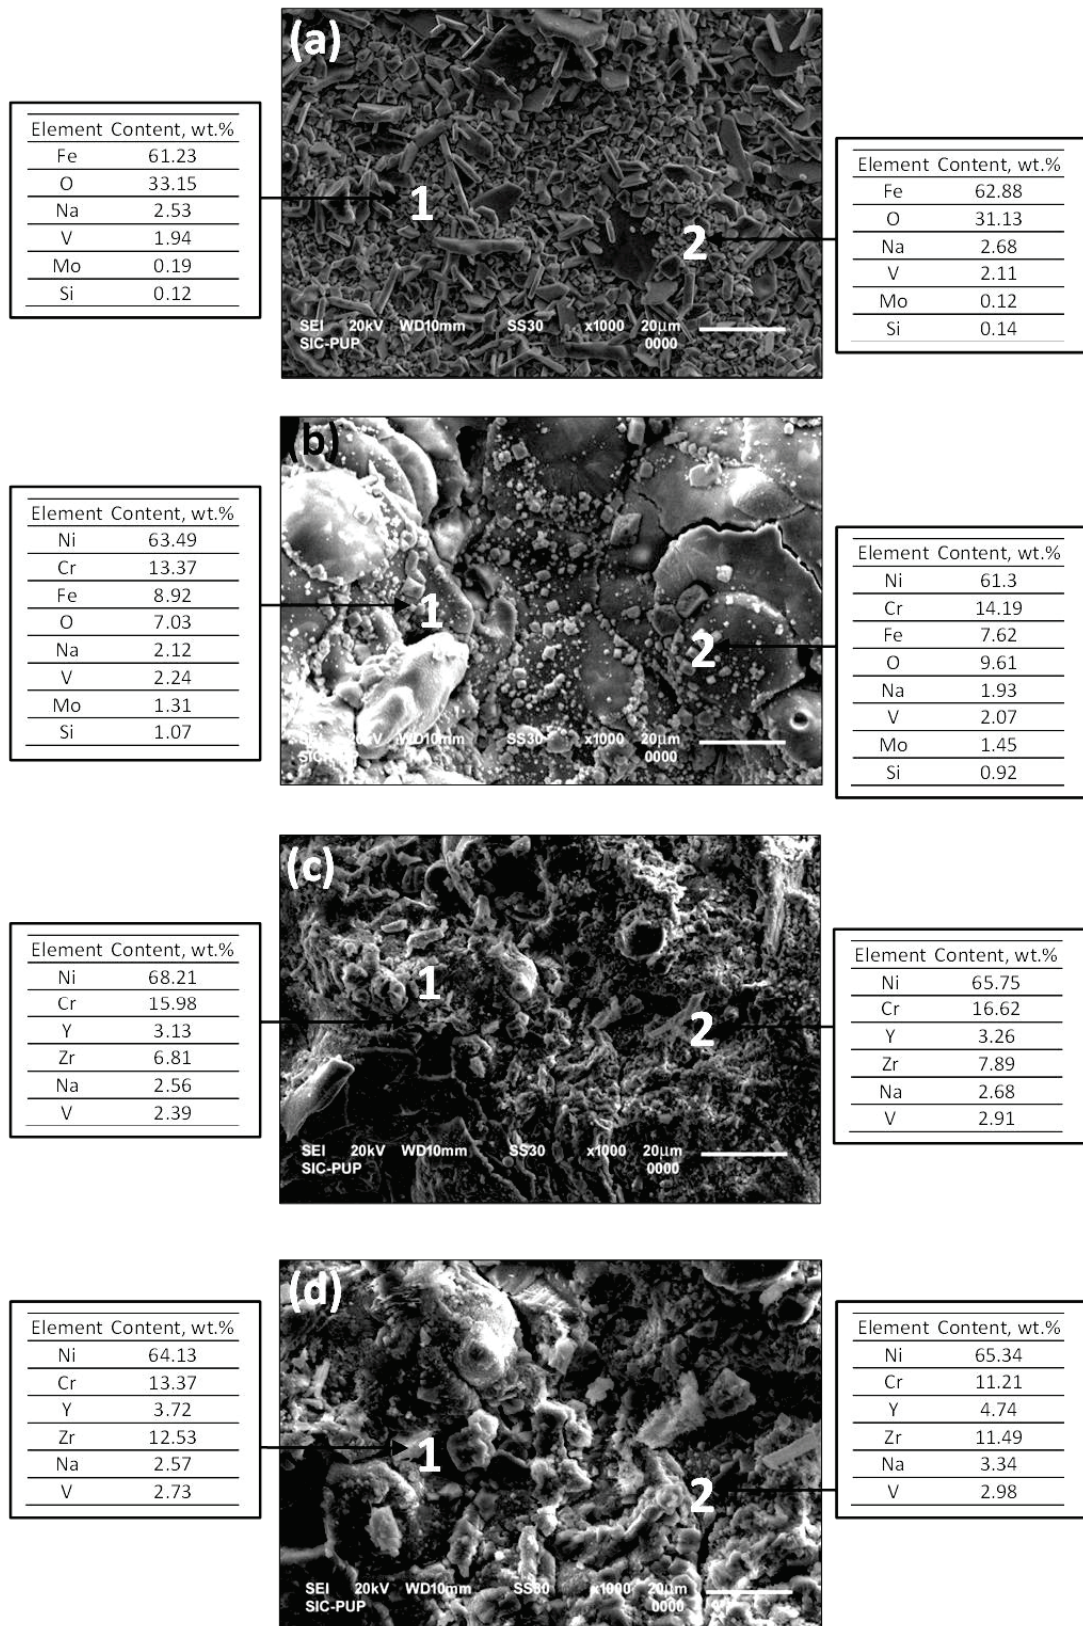 (a)
Element Content, wt.%
Fe 61.23
O 33.15
Na 2.53
V 1.94
Mo 0.19
Si 0.12
1
2
Element Content, wt.%
Fe 62.88
O 31.13
Na 2.68
V 2.11
Mo 0.12
Si 0.14
SEI 20kV WD10mm SS30 x1000 20μm
SIC-PUP 0000
(b)
Element Content, wt.%
Ni 63.49
Cr 13.37
Fe 8.92
O 7.03
Na 2.12
V 2.24
Mo 1.31
Si 1.07
1
2
Element Content, wt.%
Ni 61.3
Cr 14.19
Fe 7.62
O 9.61
Na 1.93
V 2.07
Mo 1.45
Si 0.92
SEI 20kV WD10mm SS30 x1000 20μm
0000
(c)
Element Content, wt.%
Ni 68.21
Cr 15.98
Y 3.13
Zr 6.81
Na 2.56
V 2.39
1
2
Element Content, wt.%
Ni 65.75
Cr 16.62
Y 3.26
Zr 7.89
Na 2.68
V 2.91
SEI 20kV WD10mm SS30 x1000 20μm
SIC-PUP 0000
(d)
Element Content, wt.%
Ni 64.13
Cr 13.37
Y 3.72
Zr 12.53
Na 2.57
V 2.73
1
2
Element Content, wt.%
Ni 65.34
Cr 11.21
Y 4.74
Zr 11.49
Na 3.34
V 2.98
SEI 20kV WD10mm x1000 20μm
SIC-PUP 0000